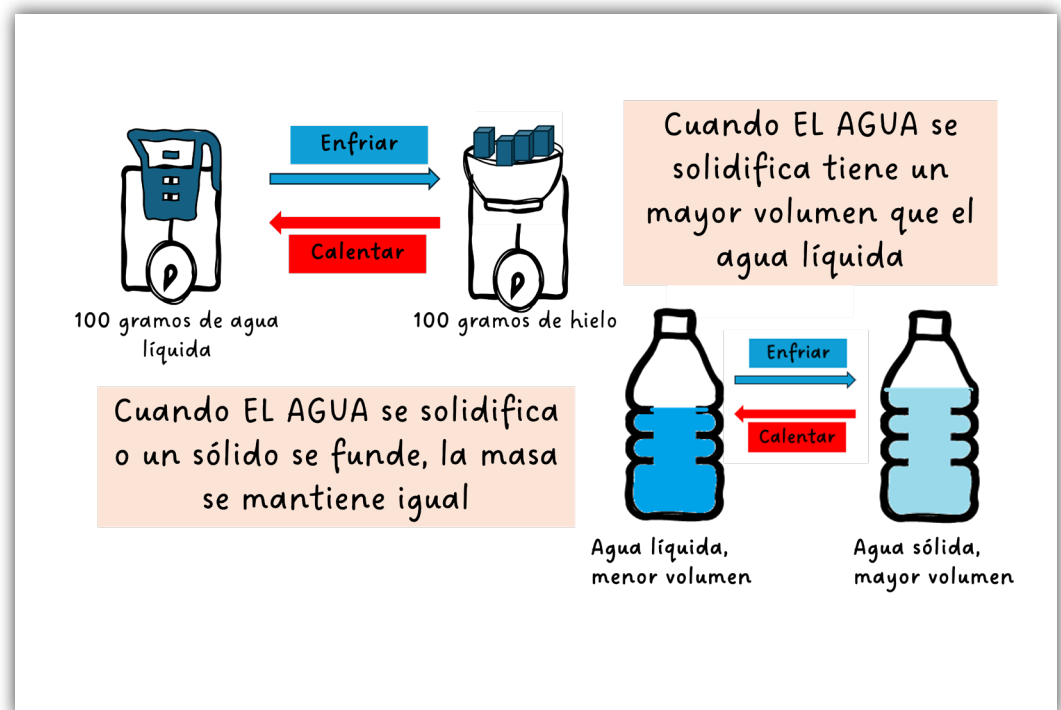 Enfriar
Calentar
100 gramos de agua
líquida
100 gramos de hielo
Cuando EL AGUA se solidifica
o un sólido se funde, la masa
se mantiene igual
Cuando EL AGUA se
solidifica tiene un
mayor volumen que el
agua líquida
Enfriar
Calentar
Agua líquida,
menor volumen
Agua sólida,
mayor volumen